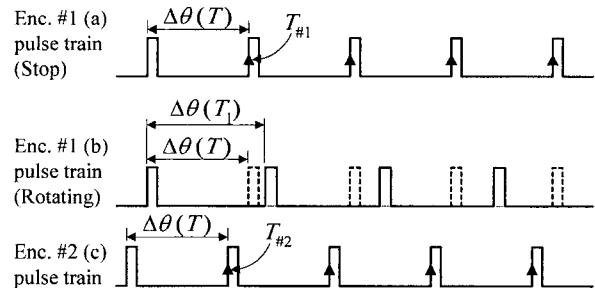 Enc. #1 (a)
pulse train
(Stop)
Δθ(T)
T#1
Enc. #1 (b)
pulse train
(Rotating)
Δθ(T1)
Δθ(T)
Enc. #2 (c)
pulse train
Δθ(T)
T#2